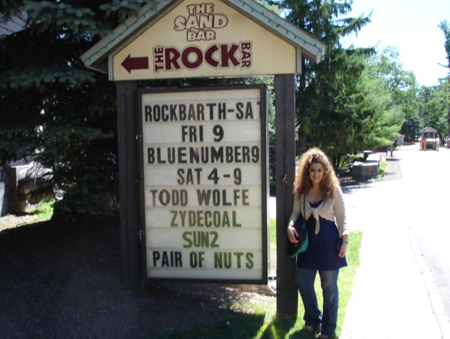 THE
SAND
BAR
THE ROCK BAR
ROCKBARTH-SAT
FRI 9
BLUENUMBER9
SAT 4-9
TODD WOLFE
ZYDECOAL
SUN2
PAIR OF NUTS